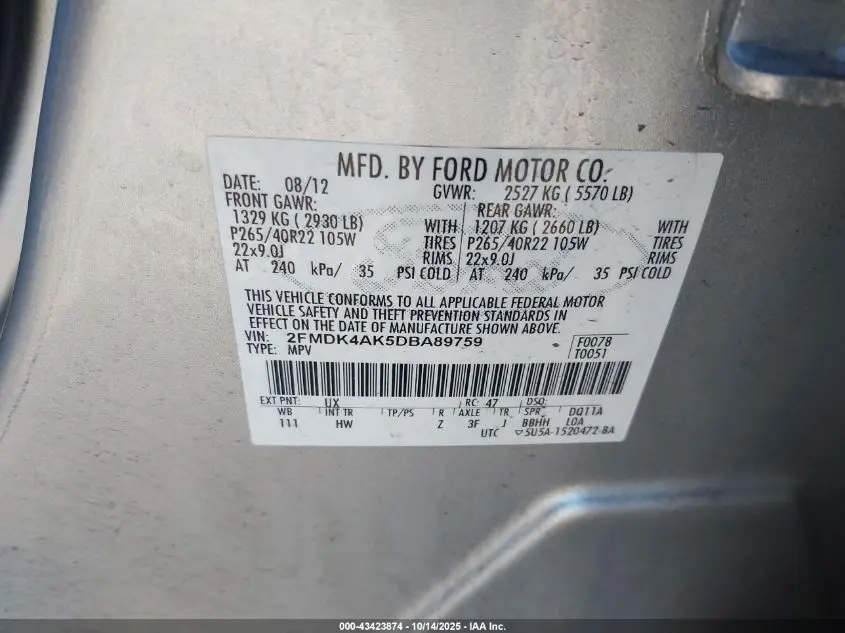 MFD. BY FORD MOTOR CO.
DATE: 08/12 GVWR: 2527 KG ( 5570 LB)
FRONT GAWR: REAR GAWR:
1329 KG ( 2930 LB) WITH 1207 KG ( 2660 LB) WITH
P265/40R22 105W TIRES P265/40R22 105W TIRES
22x9.0J RIMS 22x9.0J RIMS
AT 240 kPa/ 35 PSI COLD AT 240 kPa/ 35 PSI COLD
THIS VEHICLE CONFORMS TO ALL APPLICABLE FEDERAL MOTOR
VEHICLE SAFETY AND THEFT PREVENTION STANDARDS IN
EFFECT ON THE DATE OF MANUFACTURE SHOWN ABOVE.
VIN: 2FMDK4AK5DBA89759 F0078
TYPE: MPV T0051
EXT PNT: UX RC: 47 DSO:
WB INT TR TP/PS R AXLE TR SPR DQ11A
111 HW Z 3F J BBHH LOA
UTC ▽5U5A-1520472-BA
000-43423874 | 10/14/2025 | IAA Inc.